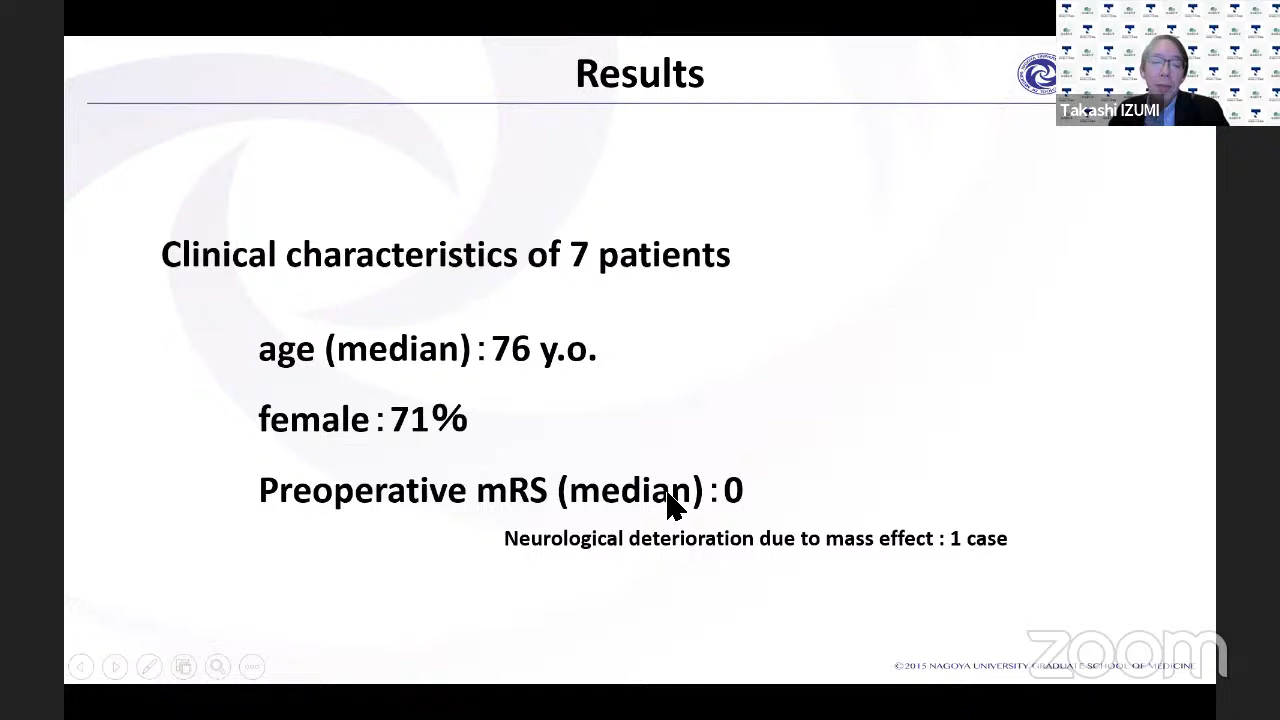 Results
Takashi IZUMI
Clinical characteristics of 7 patients
age (median)：76 y.o.
female：71%
Preoperative mRS (median)：0
Neurological deterioration due to mass effect : 1 case
zoom
©2015 NAGOYA UNIVERSITY GRADUATE SCHOOL OF MEDICINE